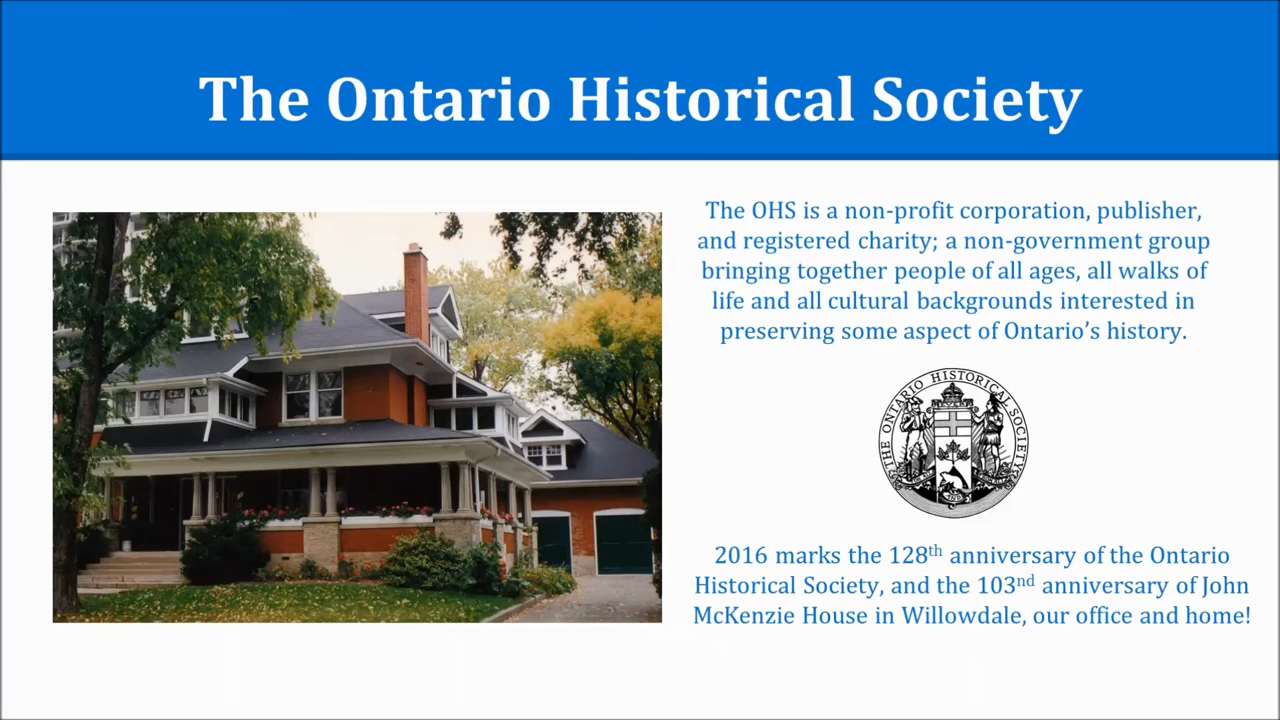 The Ontario Historical Society
The OHS is a non-profit corporation, publisher,
and registered charity; a non-government group
bringing together people of all ages, all walks of
life and all cultural backgrounds interested in
preserving some aspect of Ontario's history.
THE ONTARIO HISTORICAL SOCIETY
2016 marks the 128th anniversary of the Ontario
Historical Society, and the 103nd anniversary of John
McKenzie House in Willowdale, our office and home!